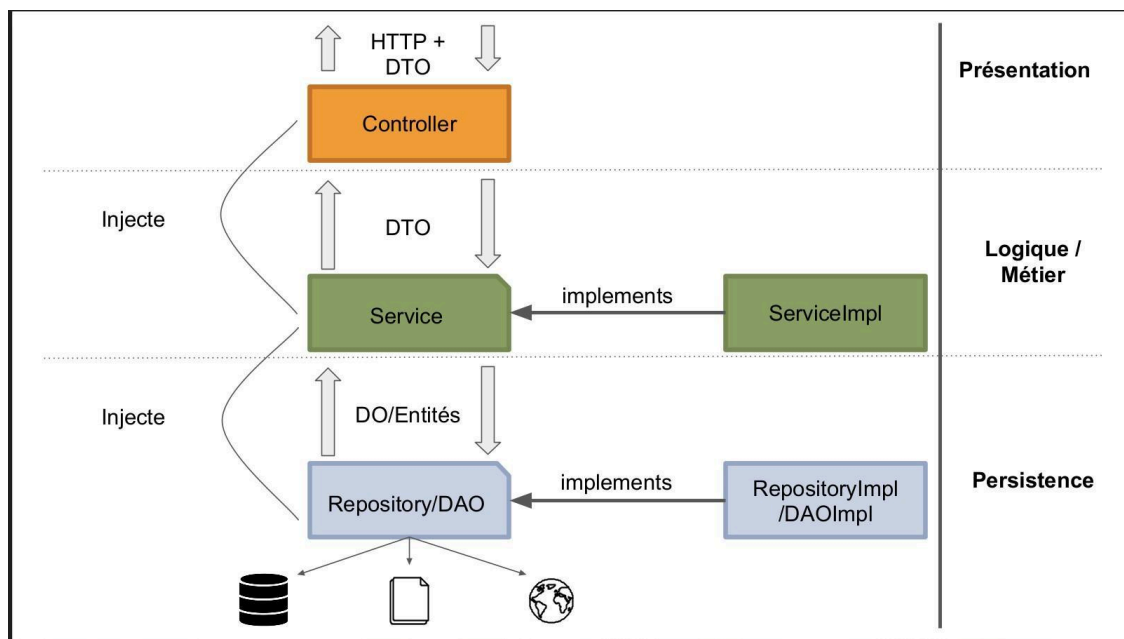 HTTP +
DTO
Présentation
Controller
Injecte
DTO
Logique /
Métier
implements
Service
ServiceImpl
Injecte
DO/Entités
implements
Persistence
Repository/DAO
RepositoryImpl
/DAOImpl